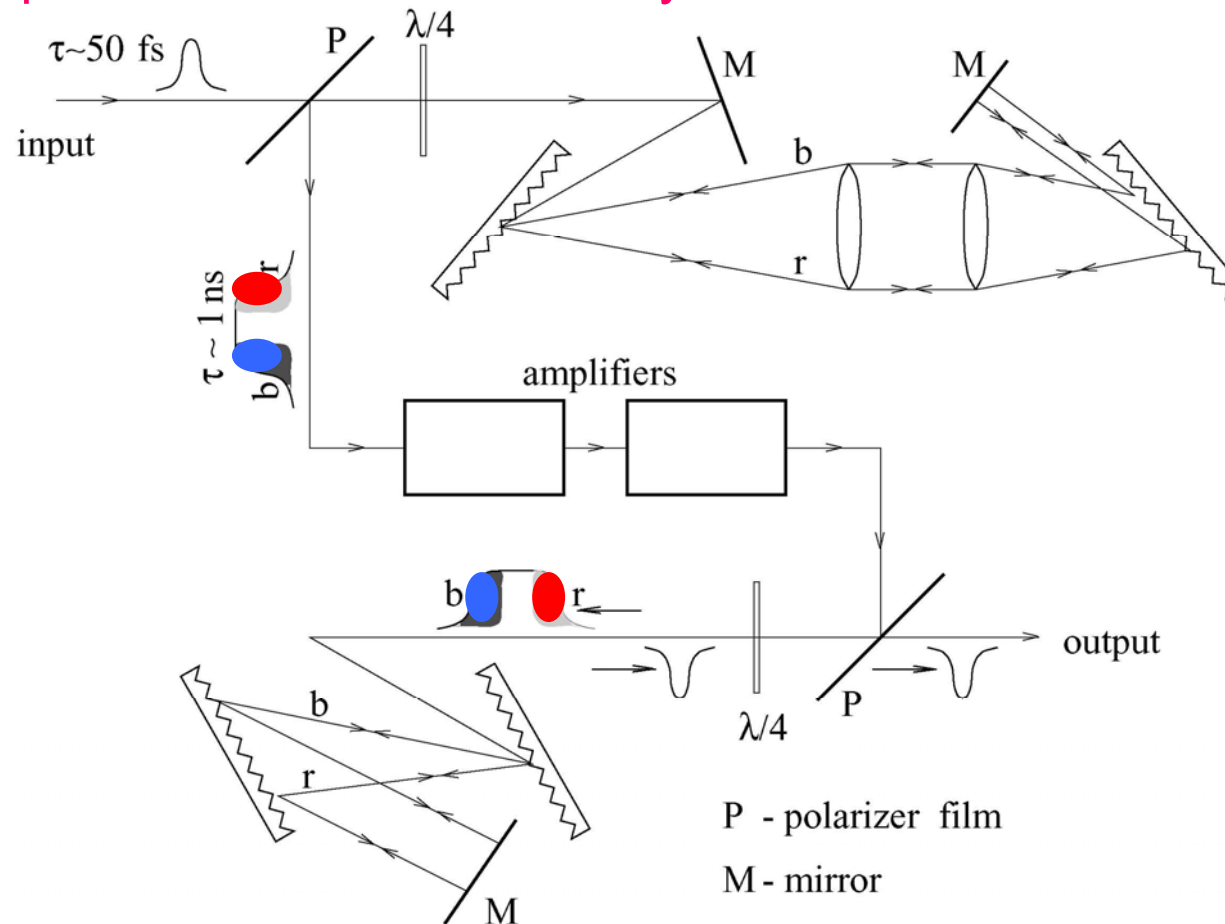 τ~50 fs
P
λ/4
M
M
input
b
r
r
τ ~ 1 ns
b
amplifiers
b
r
output
λ/4
P
b
r
P - polarizer film
M - mirror
M